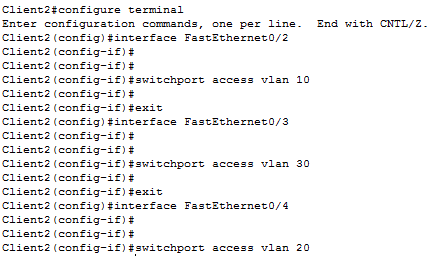 Client2#configure terminal
Enter configuration commands, one per line.  End with CNTL/Z.
Client2(config)#interface FastEthernet0/2
Client2(config-if)#
Client2(config-if)#
Client2(config-if)#switchport access vlan 10
Client2(config-if)#
Client2(config-if)#exit
Client2(config)#interface FastEthernet0/3
Client2(config-if)#
Client2(config-if)#
Client2(config-if)#switchport access vlan 30
Client2(config-if)#
Client2(config-if)#exit
Client2(config)#interface FastEthernet0/4
Client2(config-if)#
Client2(config-if)#
Client2(config-if)#switchport access vlan 20